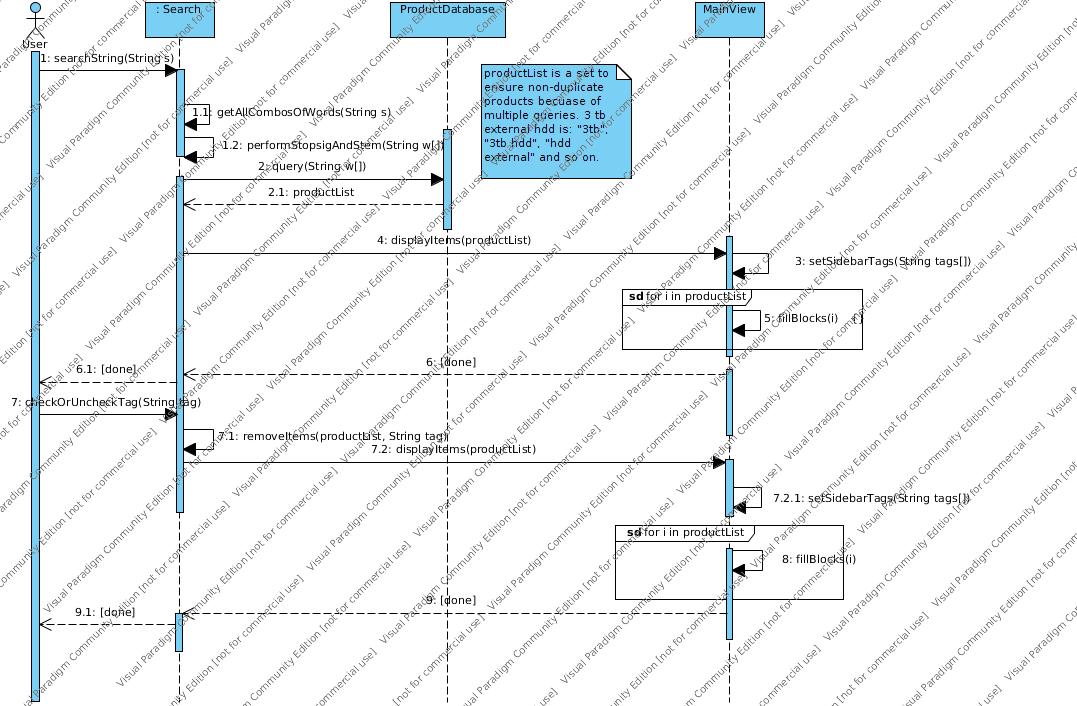 : Search
ProductDatabase
MainView
User
1: searchString(String s)
productList is a set to
ensure non-duplicate
products becuase of
multiple queries. 3 tb
external hdd is: "3tb",
"3tb hdd", "hdd
external" and so on.
1.1: getAllCombosOfWords(String s)
1.2: performStopsigAndStem(String w[])
2: query(String w[])
2.1: productList
4: displayItems(productList)
3: setSidebarTags(String tags[])
sd for i in productList
5: fillBlocks(i)
6: [done]
6.1: [done]
7: checkOrUncheckTag(String tag)
7.1: removeItems(productList, String tag)
7.2: displayItems(productList)
7.2.1: setSidebarTags(String tags[])
sd for i in productList
8: fillBlocks(i)
9: [done]
9.1: [done]
Visual Paradigm Community Edition [not for commercial use]